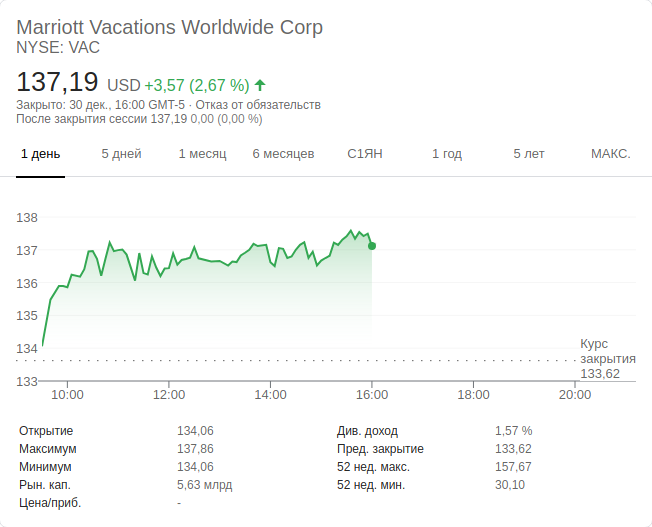 Marriott Vacations Worldwide Corp
NYSE: VAC
137,19 USD +3,57 (2,67 %)
Закрыто: 30 дек., 16:00 GMT-5 · Отказ от обязательств
После закрытия сессии 137,19 0,00 (0,00 %)
1 день 5 дней 1 месяц 6 месяцев С1ЯН 1 год 5 лет МАКС.
138
137
136
135
134
133
Курс
закрытия
133,62
10:00 12:00 14:00 16:00 18:00 20:00
Открытие 134,06 Див. доход 1,57 %
Максимум 137,86 Пред. закрытие 133,62
Минимум 134,06 52 нед. макс. 157,67
Рын. кап. 5,63 млрд 52 нед. мин. 30,10
Цена/приб. -